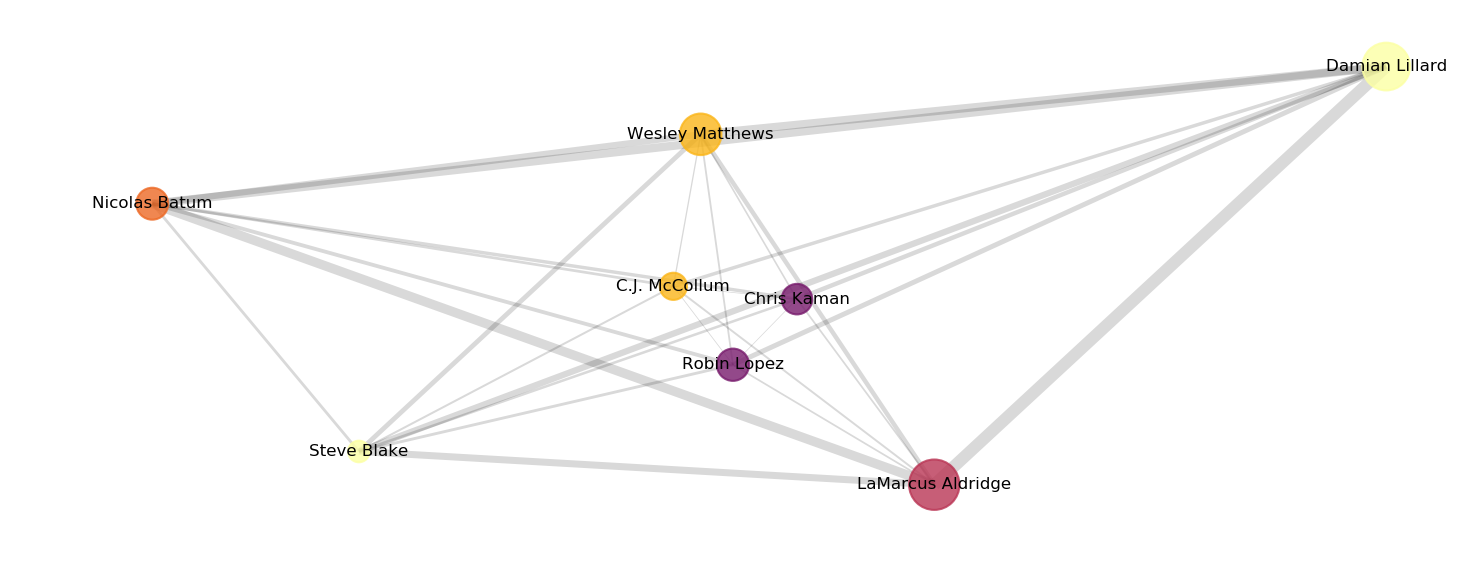 Damian Lillard
Wesley Matthews
Nicolas Batum
C.J. McCollum
Chris Kaman
Robin Lopez
Steve Blake
LaMarcus Aldridge